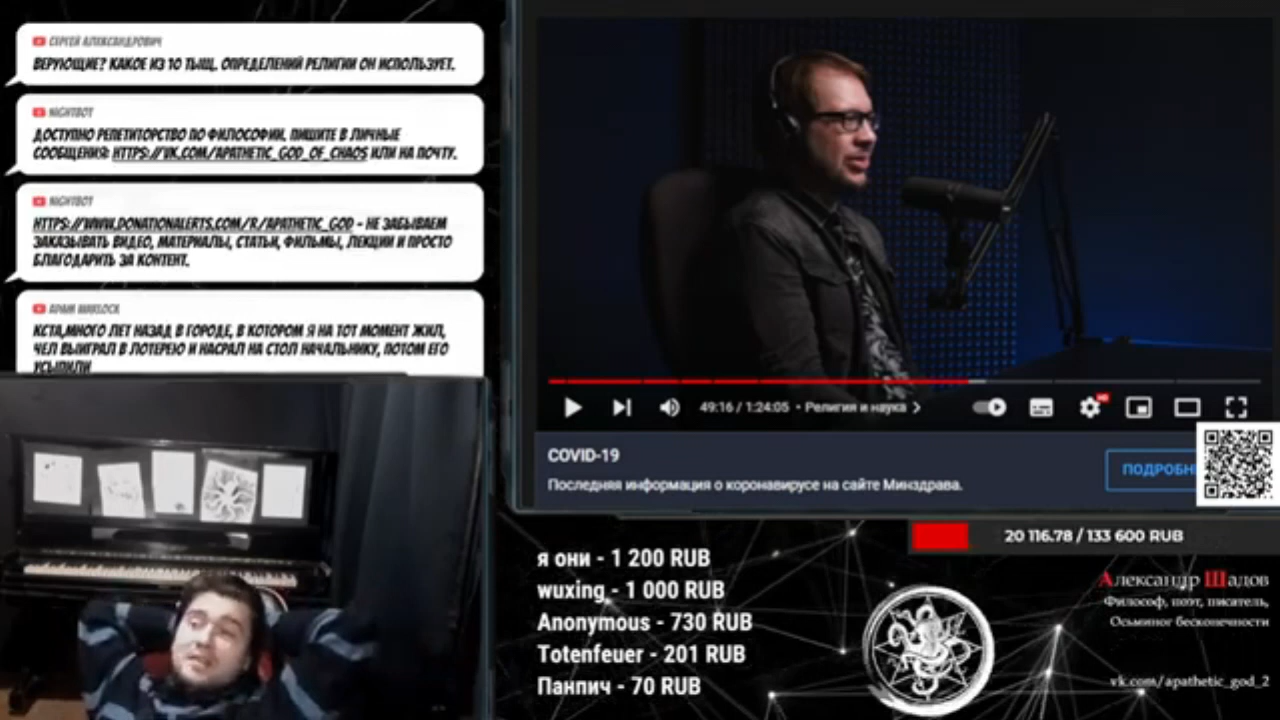 СЕРГЕЙ АЛЕКСАНДРОВИЧ
ВЕРУЮЩИЕ? КАКОЕ ИЗ 10 ТЫЩ. ОПРЕДЕЛЕНИЙ РЕЛИГИИ ОН ИСПОЛЬЗУЕТ.
NIGHTBOT
ДОСТУПНО РЕПЕТИТОРСТВО ПО ФИЛОСОФИИ. ПИШИТЕ В ЛИЧНЫЕ
СООБЩЕНИЯ: HTTPS://VK.COM/APATHETIC_GOD_OF_CHAOS ИЛИ НА ПОЧТУ.
NIGHTBOT
HTTPS://WWW.DONATIONALERTS.COM/R/APATHETIC_GOD - НЕ ЗАБЫВАЕМ
ЗАКАЗЫВАТЬ ВИДЕО, МАТЕРИАЛЫ, СТАТЬИ, ФИЛЬМЫ, ЛЕКЦИИ И ПРОСТО
БЛАГОДАРИТЬ ЗА КОНТЕНТ.
КСТА,МНОГО ЛЕТ НАЗАД В ГОРОДЕ, В КОТОРОМ Я НА ТОТ МОМЕНТ ЖИЛ,
ЧЕЛ ВЫИГРАЛ В ЛОТЕРЕЮ И НАСРАЛ НА СТОЛ НАЧАЛЬНИКУ, ПОТОМ ЕГО
УСЫПИЛИ
49:16 / 1:24:05 • Религия и наука
HD
COVID-19
Последняя информация о коронавирусе на сайте Минздрава.
ПОДРОБН
20 116.78 / 133 600 RUB
я они - 1 200 RUB
wuxing - 1 000 RUB
Anonymous - 730 RUB
Totenfeuer - 201 RUB
Панпич - 70 RUB
Александр Шадов
Философ, поэт, писатель,
Осьминог бесконечности
vk.com/apathetic_god_2